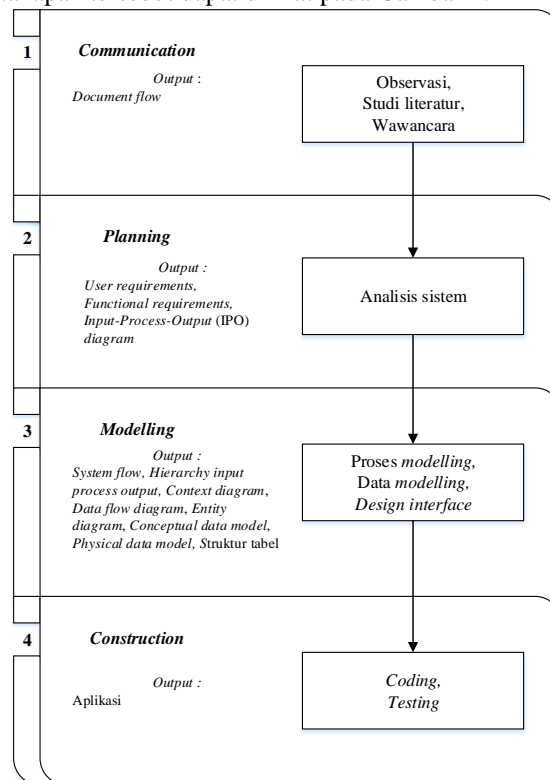 1
Communication
Output :
Document flow
Observasi,
Studi literatur,
Wawancara
2
Planning
Output :
User requirements,
Functional requirements,
Input-Process-Output (IPO)
diagram
Analisis sistem
3
Modelling
Output :
System flow, Hierarchy input
process output, Context diagram,
Data flow diagram, Entity
diagram, Conceptual data model,
Physical data model, Struktur tabel
Proses modelling,
Data modelling,
Design interface
4
Construction
Output :
Aplikasi
Coding,
Testing